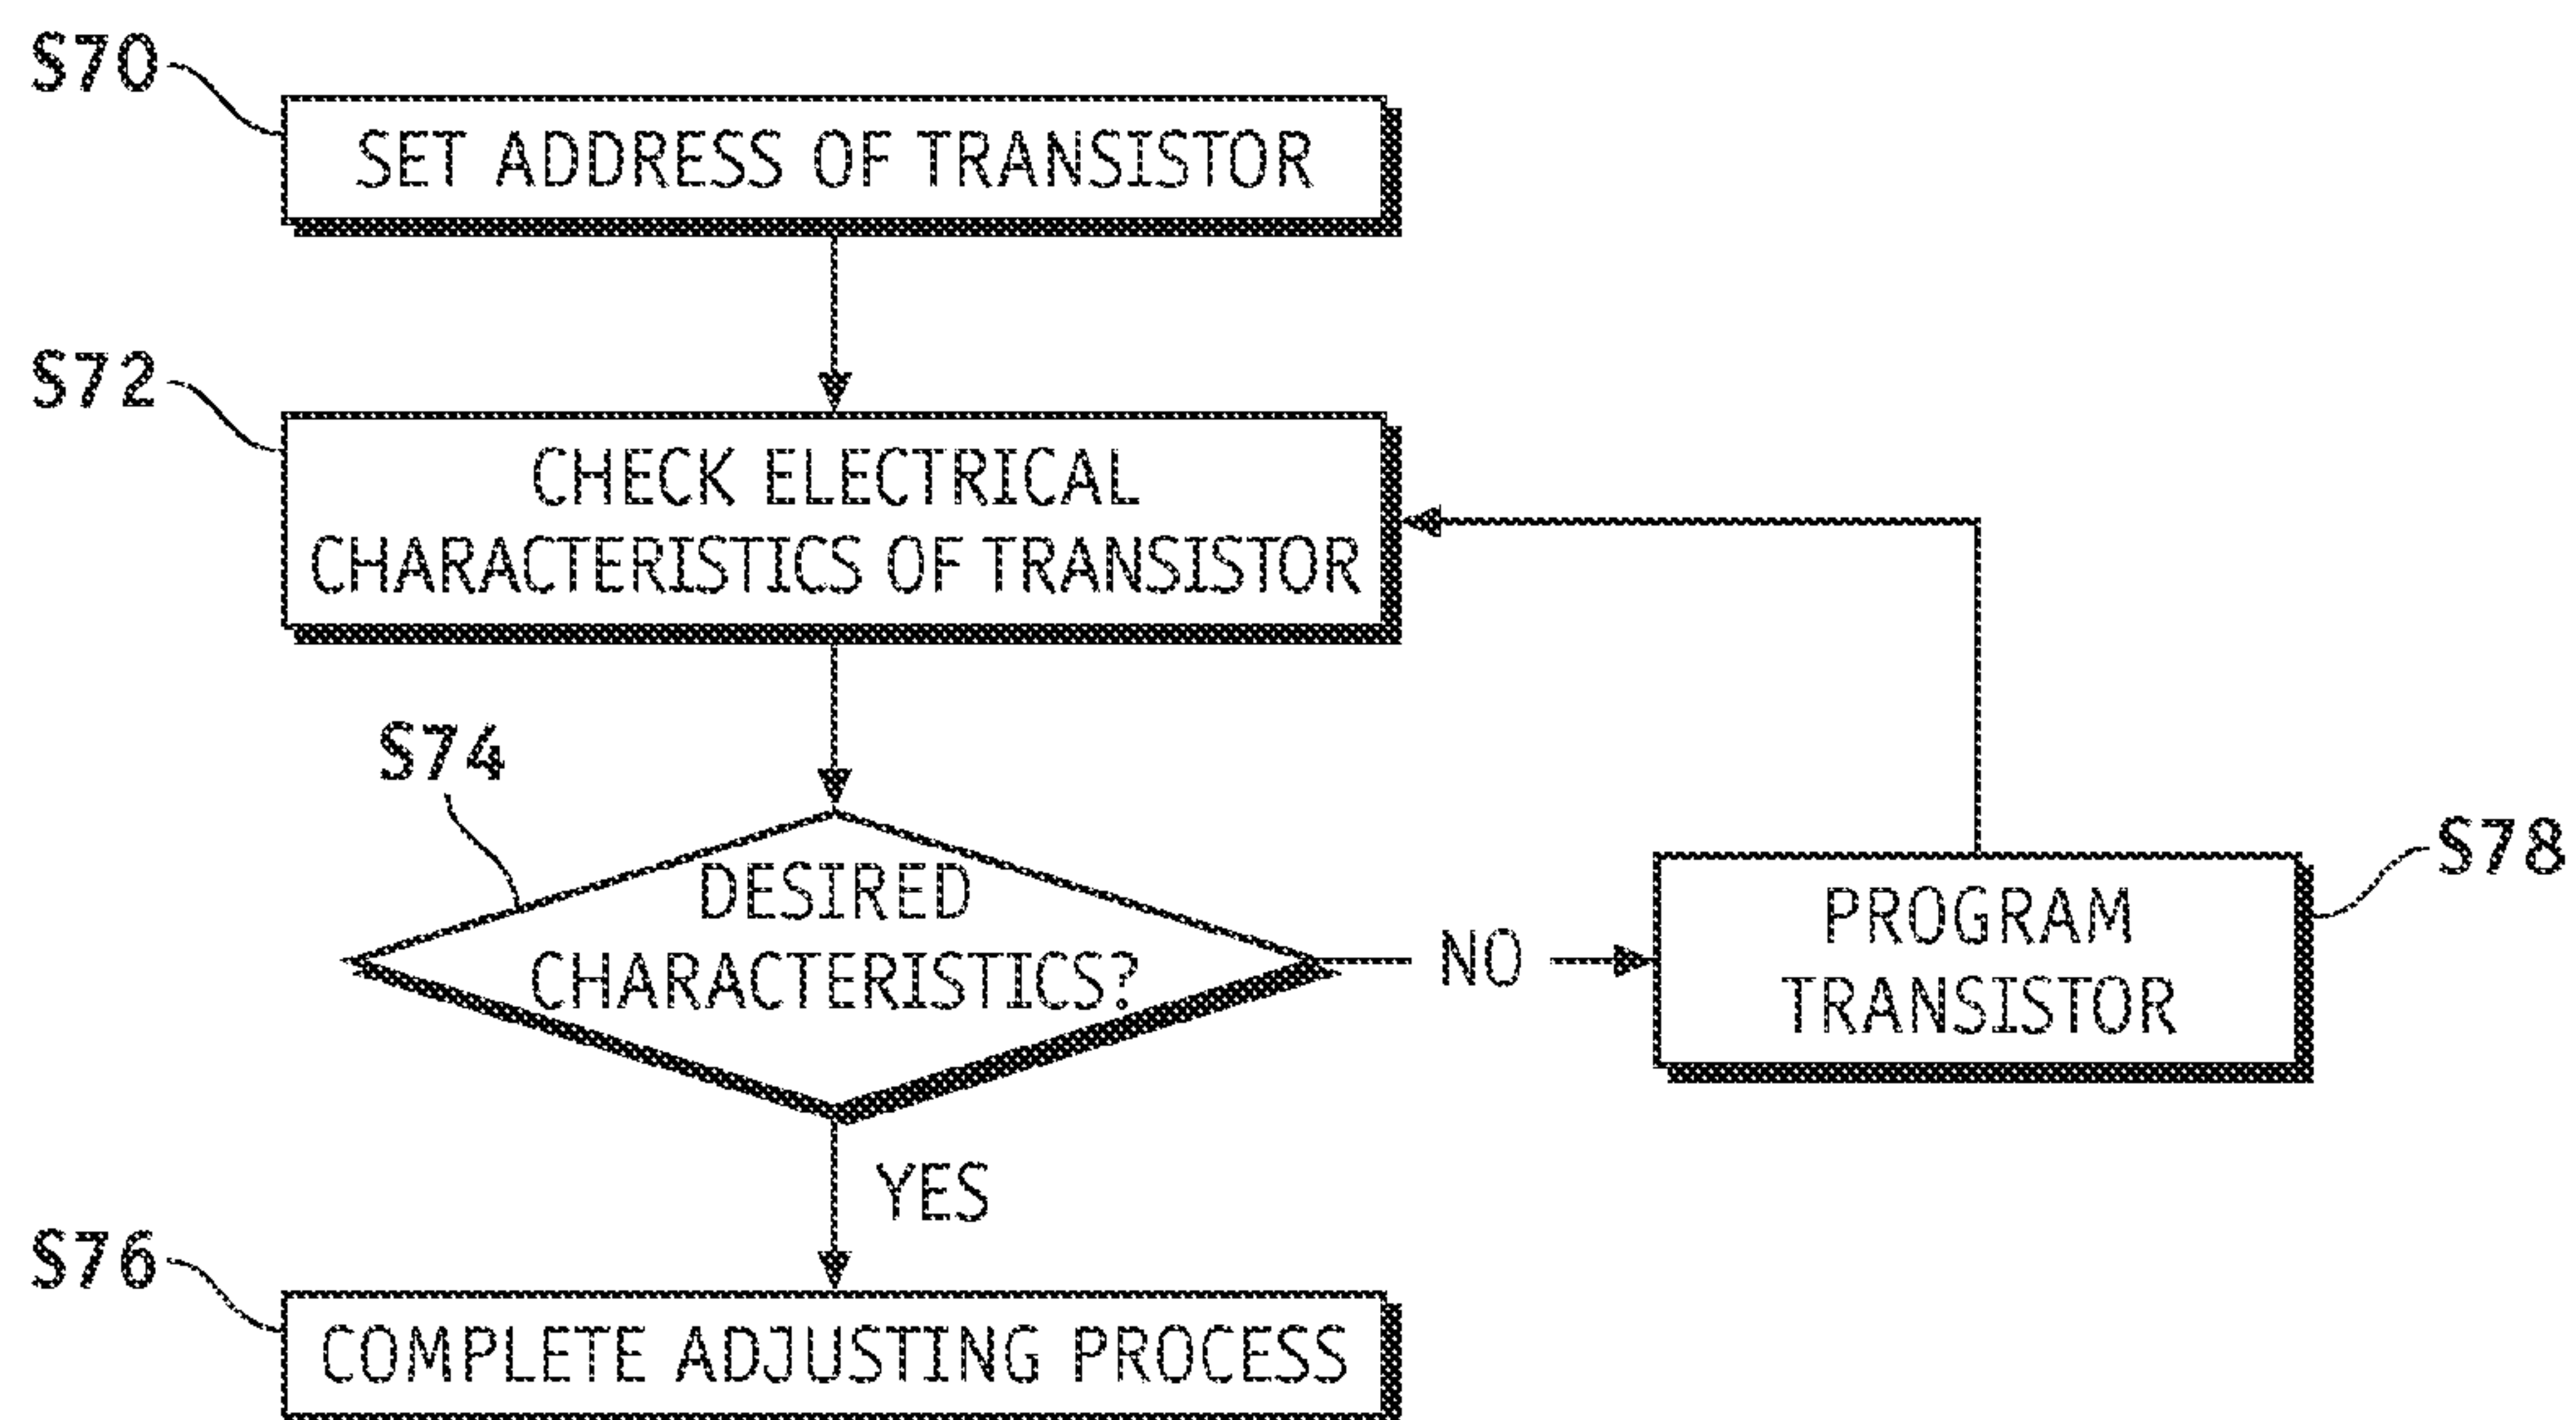 S70
SET ADDRESS OF TRANSISTOR
S72
CHECK ELECTRICAL
CHARACTERISTICS OF TRANSISTOR
S74
DESIRED
CHARACTERISTICS?
NO
PROGRAM
TRANSISTOR
S78
YES
S76
COMPLETE ADJUSTING PROCESS